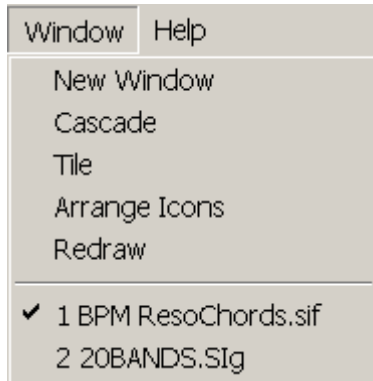 Window Help
New Window
Cascade
Tile
Arrange Icons
Redraw
1 BPM ResoChords.sif
2 20BANDS.SIg